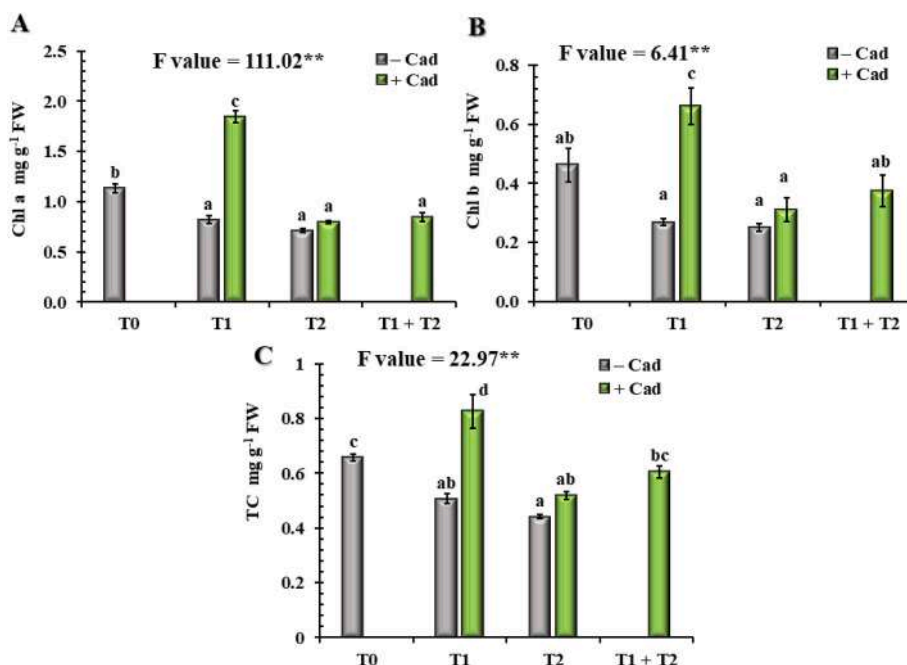 A
F value = 111.02**
– Cad
+ Cad
Chl a mg g⁻¹ FW
2.5
2.0
1.5
1.0
0.5
0.0
b
a
c
a
a
a
T0 T1 T2 T1 + T2
B
F value = 6.41**
– Cad
+ Cad
Chl b mg g⁻¹ FW
0.8
0.6
0.4
0.2
0.0
ab
a
c
a
a
ab
T0 T1 T2 T1 + T2
C
F value = 22.97**
– Cad
+ Cad
TC mg g⁻¹ FW
1
0.8
0.6
0.4
0.2
0
c
ab
d
a
ab
bc
T0 T1 T2 T1 + T2